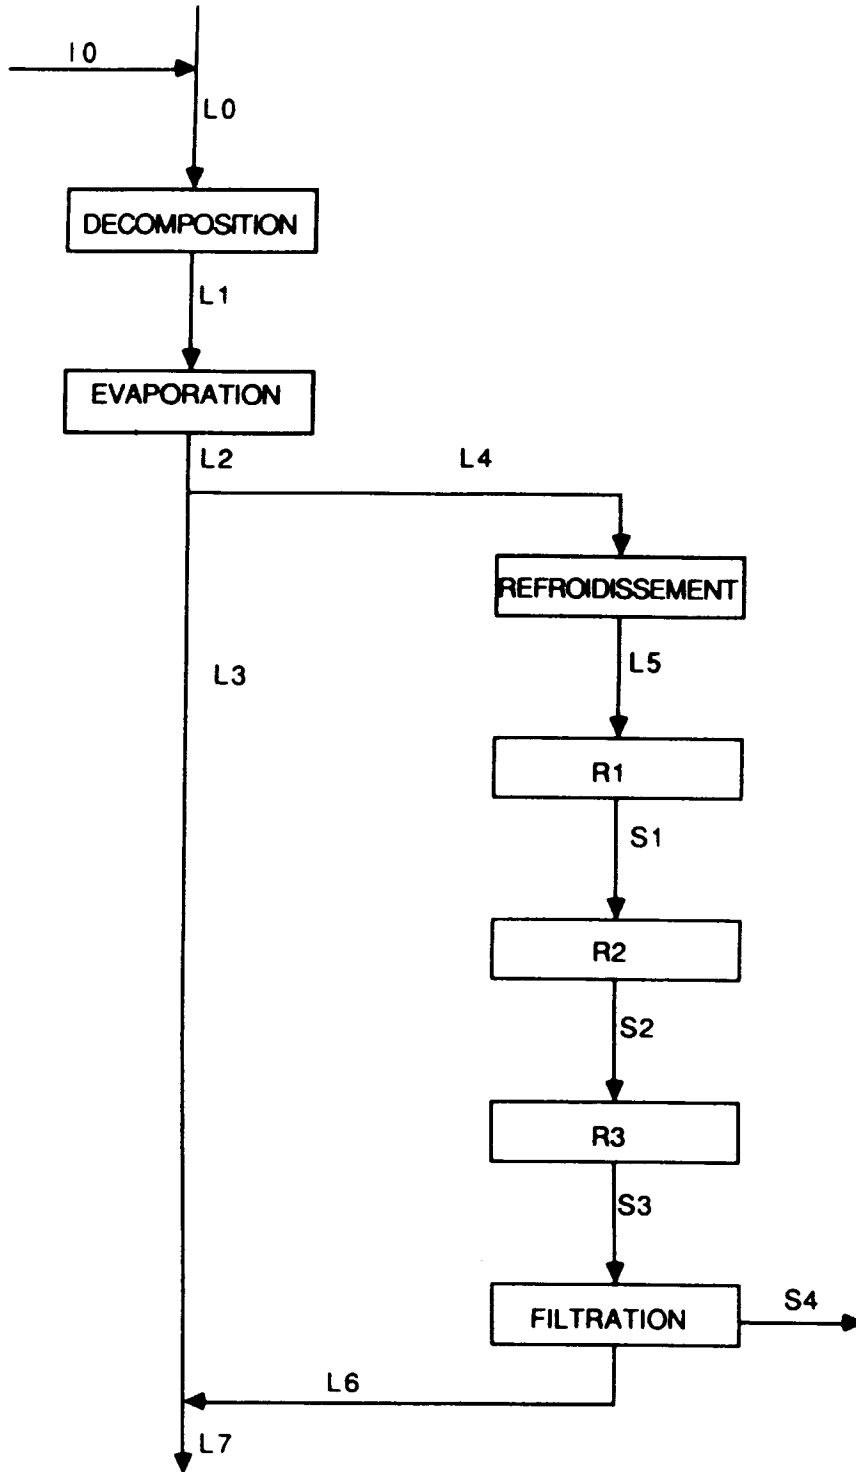 I0
L0
DECOMPOSITION
L1
EVAPORATION
L2
L4
REFROIDISSEMENT
L3
L5
R1
S1
R2
S2
R3
S3
FILTRATION
S4
L6
L7